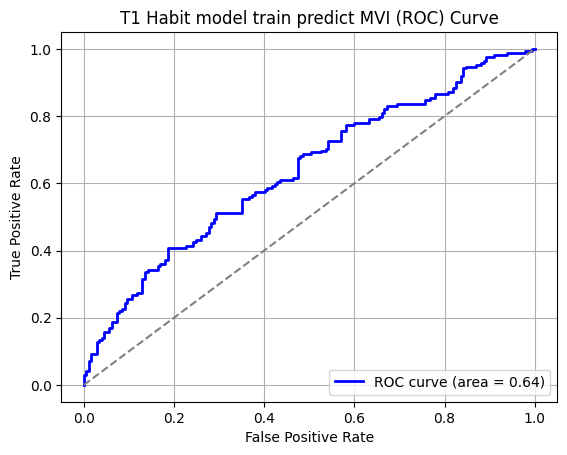 T1 Habit model train predict MVI (ROC) Curve
1.0
0.8
0.6
0.4
0.2
0.0
True Positive Rate
ROC curve (area = 0.64)
0.0 0.2 0.4 0.6 0.8 1.0
False Positive Rate